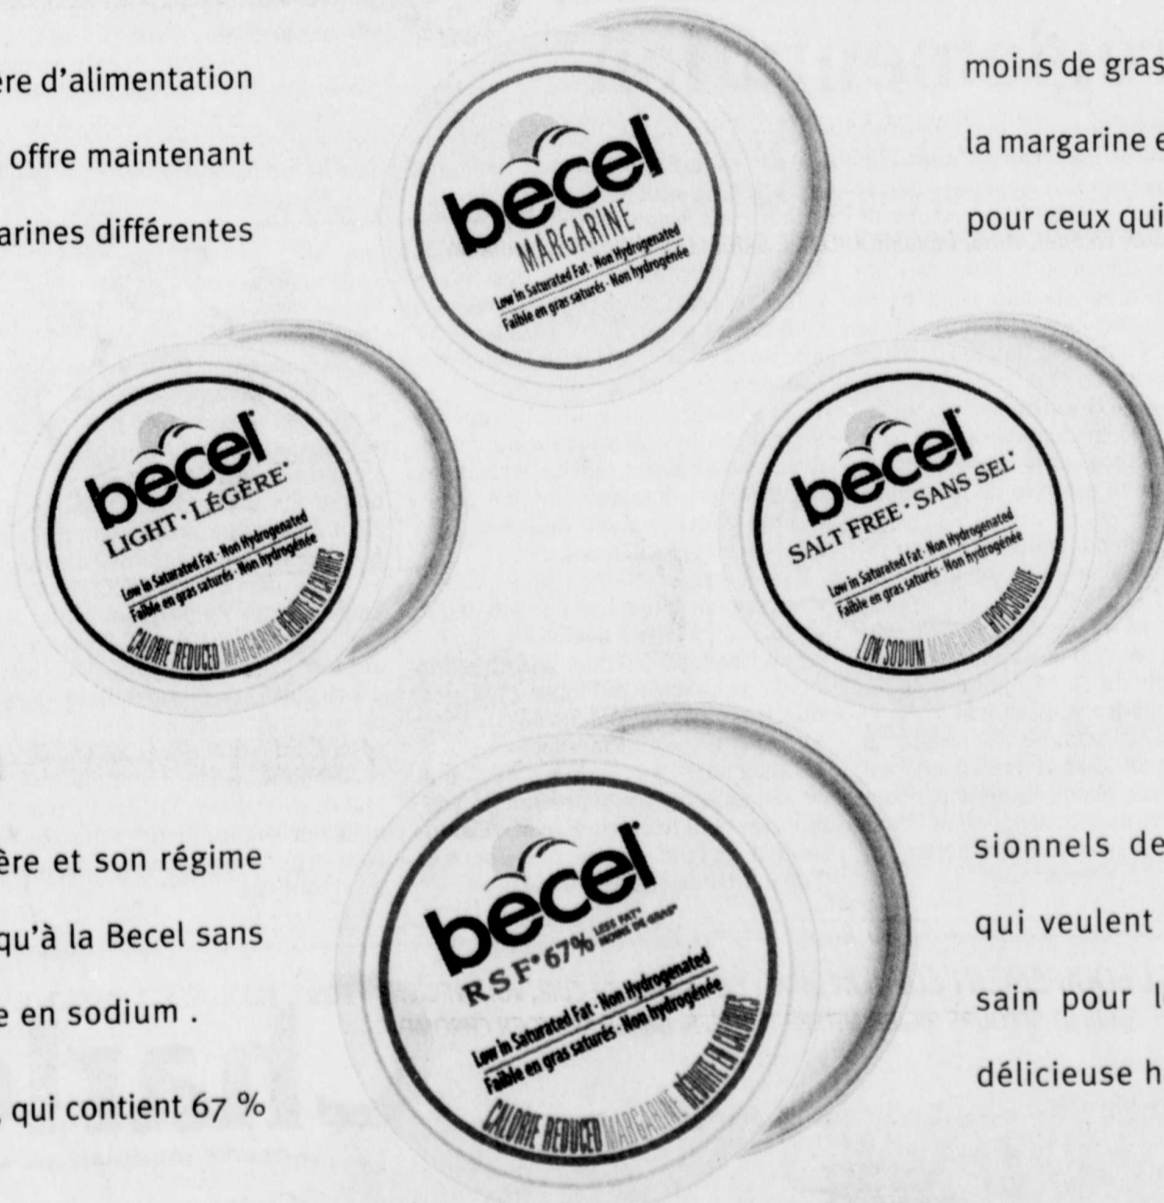 ère d'alimentation
offre maintenant
arines différentes
moins de gras
la margarine e
pour ceux qui
becel
MARGARINE
Low in Saturated Fat · Non Hydrogenated
Faible en gras saturés · Non hydrogénée
becel
LIGHT · LÉGÈRE
Low in Saturated Fat · Non Hydrogenated
Faible en gras saturés · Non hydrogénée
CALORIE REDUCED MARGARINE RÉDUITE EN CALORIES
becel
SALT FREE · SANS SEL
Low in Saturated Fat · Non Hydrogenated
Faible en gras saturés · Non hydrogénée
LOW SODIUM MARGARINE HYPOSODIQUE
ère et son régime
qu'à la Becel sans
e en sodium .
, qui contient 67 %
becel
RSF 67% LESS FAT
MOINS DE GRAS
Low in Saturated Fat · Non Hydrogenated
Faible en gras saturés · Non hydrogénée
CALORIE REDUCED MARGARINE RÉDUITE EN CALORIES
sionnels de
qui veulent
sain pour l
délicieuse h